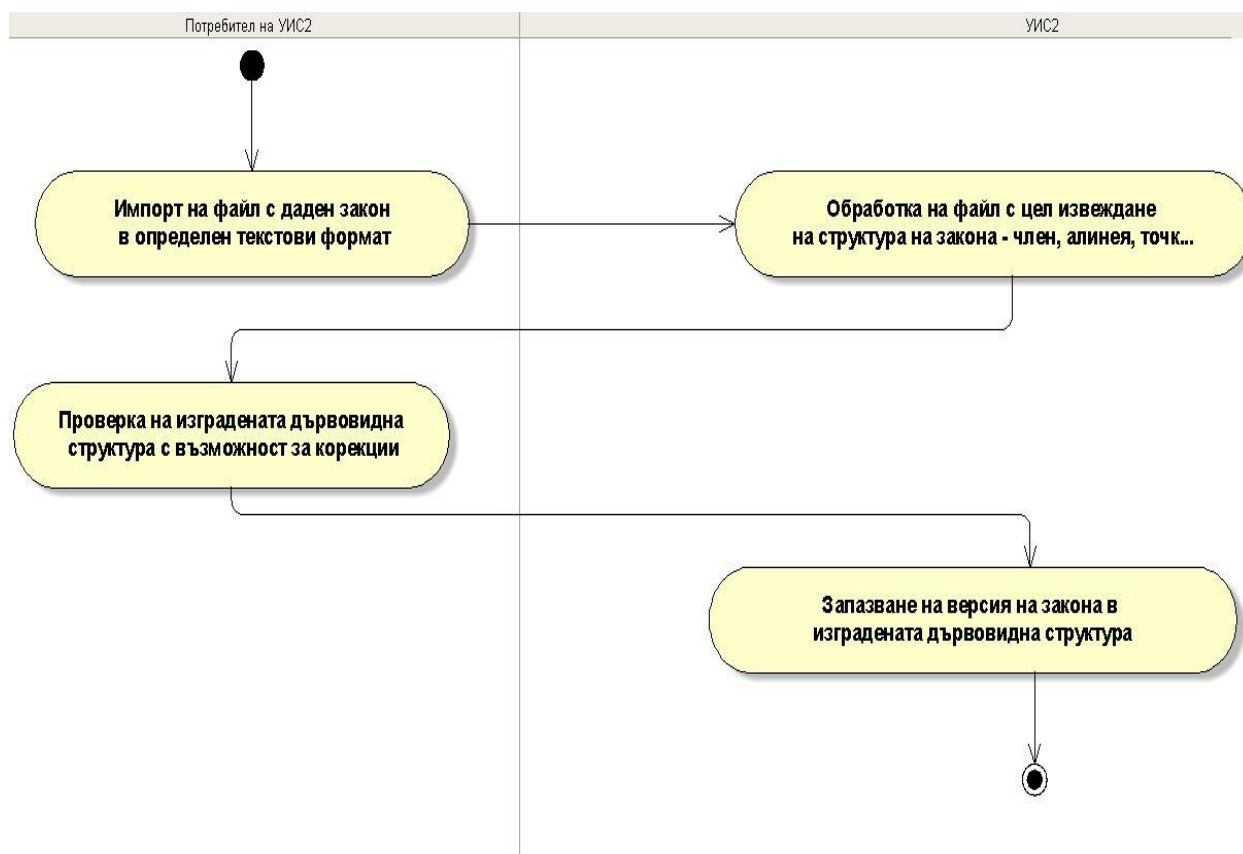 Потребител на УИС2
УИС2
Импорт на файл с даден закон
в определен текстови формат
Обработка на файл с цел извеждане
на структура на закона - член, алинея, точк...
Проверка на изградената дървовидна
структура с възможност за корекции
Запазване на версия на закона в
изградената дървовидна структура